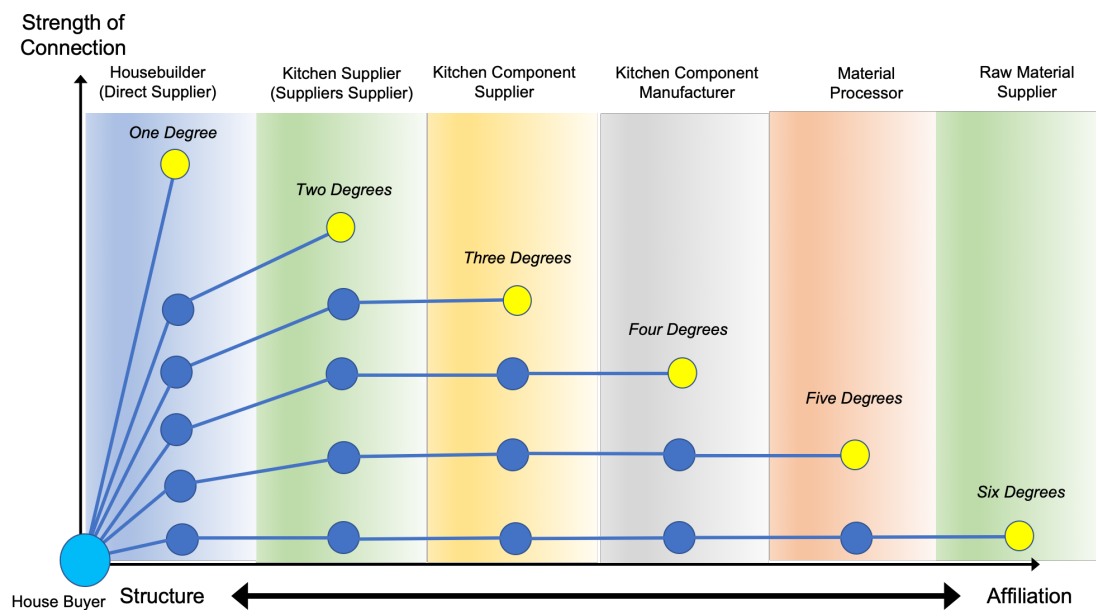 Strength of
Connection
Housebuilder
(Direct Supplier)
Kitchen Supplier
(Suppliers Supplier)
Kitchen Component
Supplier
Kitchen Component
Manufacturer
Material
Processor
Raw Material
Supplier
One Degree
Two Degrees
Three Degrees
Four Degrees
Five Degrees
Six Degrees
House Buyer
Structure
Affiliation